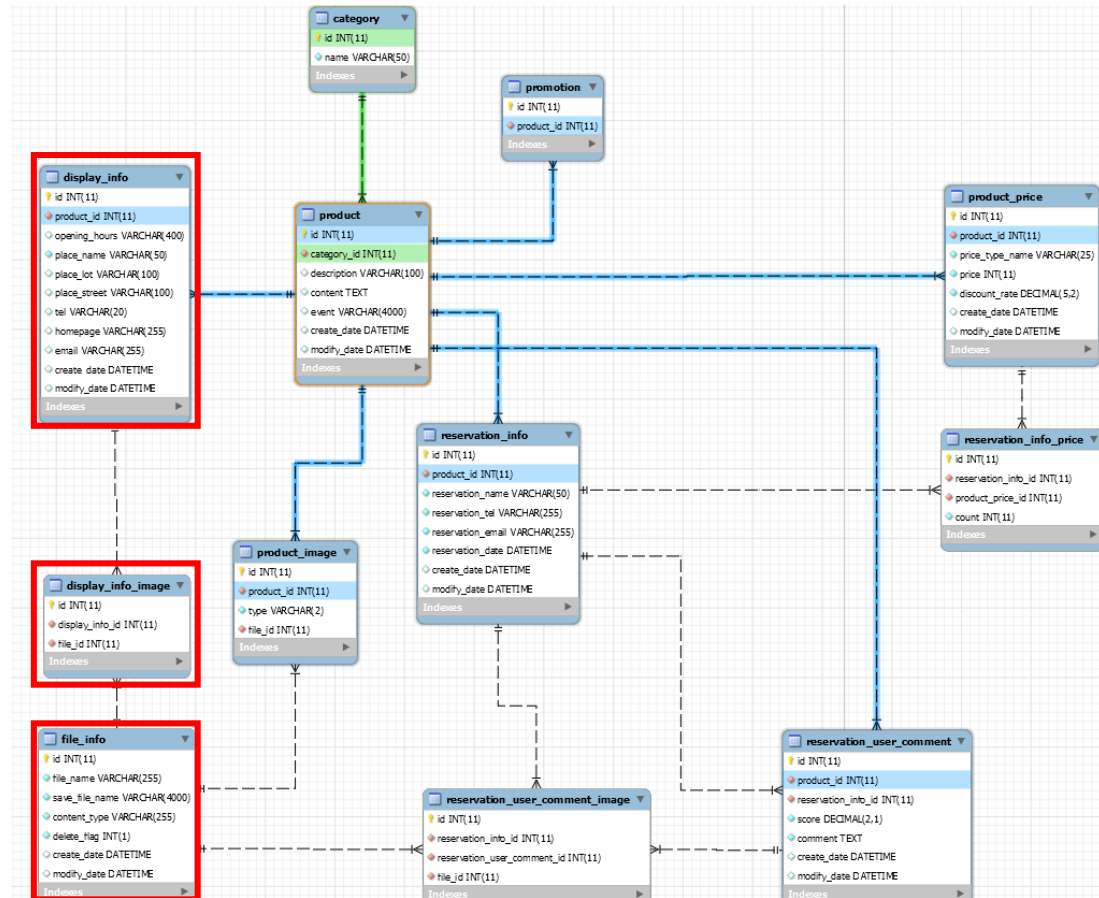 category
id INT(11)
name VARCHAR(50)
Indexes
promotion
id INT(11)
product_id INT(11)
Indexes
display_info
id INT(11)
product_id INT(11)
opening_hours VARCHAR(400)
place_name VARCHAR(50)
place_lot VARCHAR(100)
place_street VARCHAR(100)
tel VARCHAR(20)
homepage VARCHAR(255)
email VARCHAR(255)
create_date DATETIME
modify_date DATETIME
Indexes
product
id INT(11)
category_id INT(11)
description VARCHAR(100)
content TEXT
event VARCHAR(4000)
create_date DATETIME
modify_date DATETIME
Indexes
product_price
id INT(11)
product_id INT(11)
price_type_name VARCHAR(25)
price INT(11)
discount_rate DECIMAL(5,2)
create_date DATETIME
modify_date DATETIME
Indexes
reservation_info
id INT(11)
product_id INT(11)
reservation_name VARCHAR(50)
reservation_tel VARCHAR(255)
reservation_email VARCHAR(255)
reservation_date DATETIME
create_date DATETIME
modify_date DATETIME
Indexes
reservation_info_price
id INT(11)
reservation_info_id INT(11)
product_price_id INT(11)
count INT(11)
Indexes
product_image
id INT(11)
product_id INT(11)
type VARCHAR(2)
file_id INT(11)
Indexes
display_info_image
id INT(11)
display_info_id INT(11)
file_id INT(11)
Indexes
file_info
id INT(11)
file_name VARCHAR(255)
save_file_name VARCHAR(4000)
content_type VARCHAR(255)
delete_flag INT(1)
create_date DATETIME
modify_date DATETIME
Indexes
reservation_user_comment_image
id INT(11)
reservation_info_id INT(11)
reservation_user_comment_id INT(11)
file_id INT(11)
Indexes
reservation_user_comment
id INT(11)
product_id INT(11)
reservation_info_id INT(11)
score DECIMAL(2,1)
comment TEXT
create_date DATETIME
modify_date DATETIME
Indexes